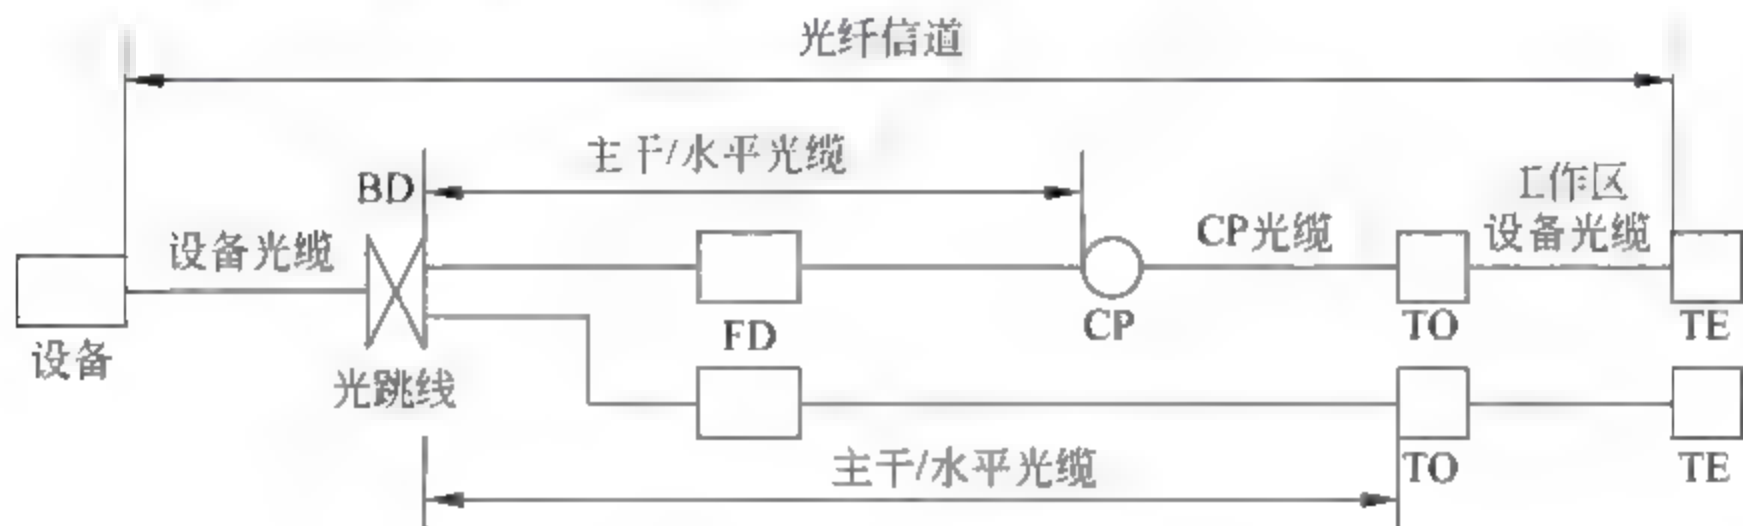 光纤信道
主干/水平光缆
BD
工作区
设备光缆
CP光缆
设备光缆
设备
光跳线
FD
CP
TO
TE
主干/水平光缆
TO
TE